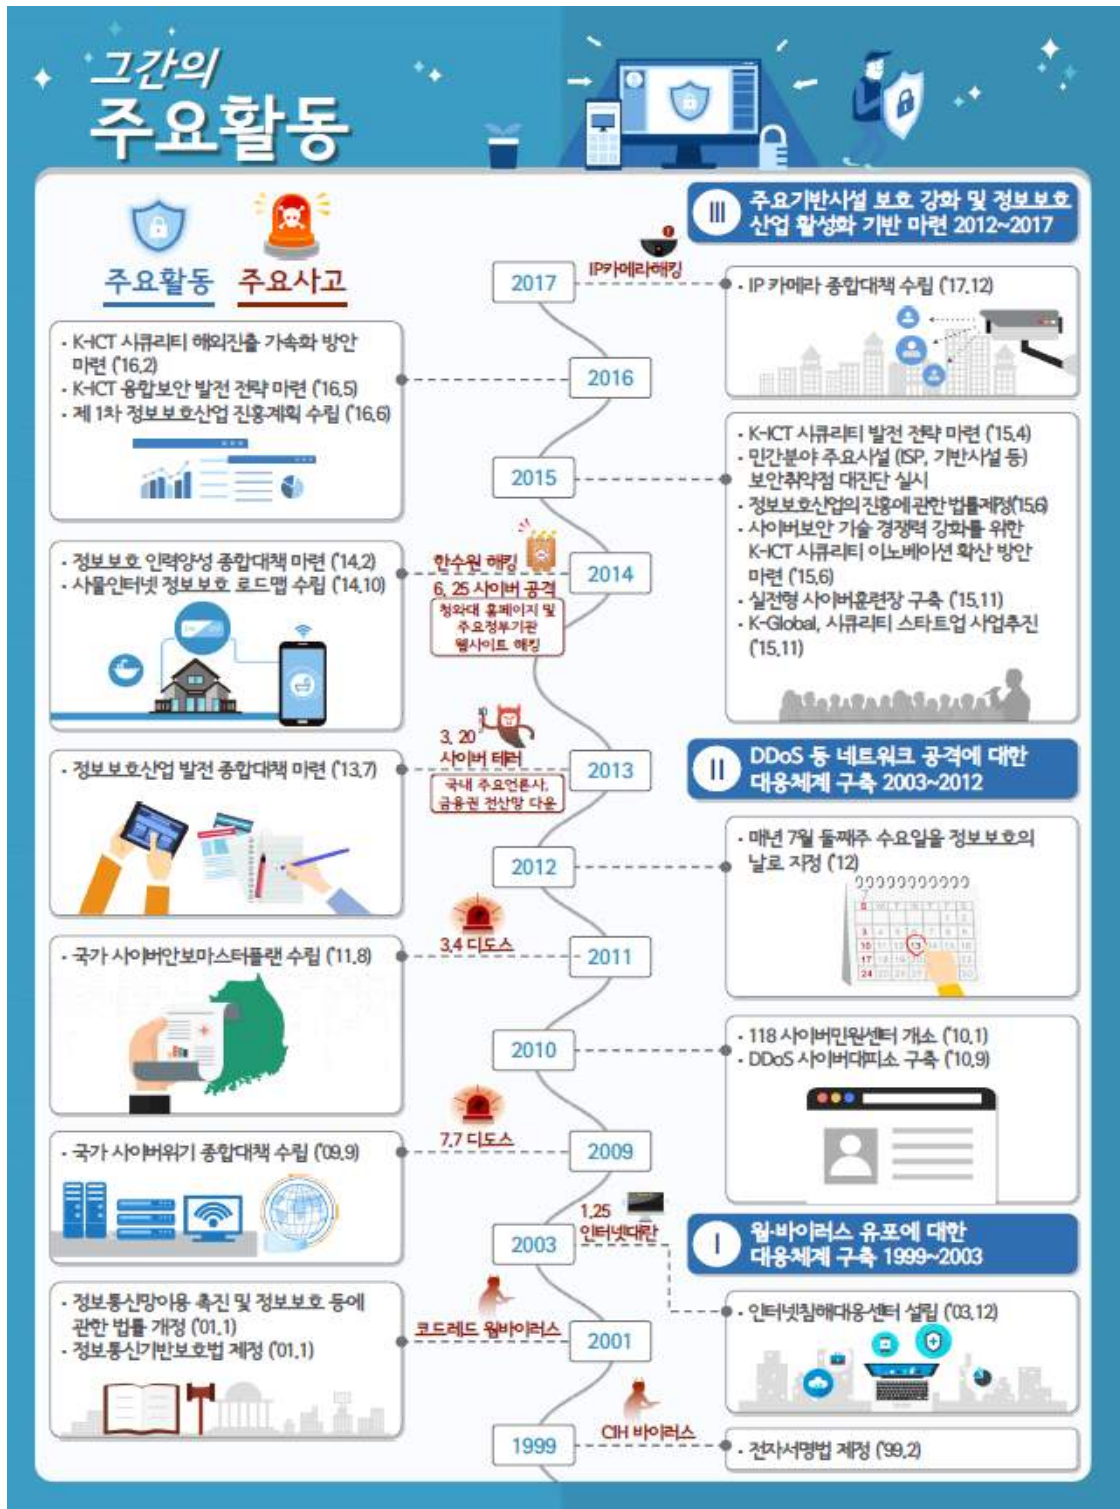 그간의
주요활동
주요활동
주요사고
Ⅲ
주요기반시설 보호 강화 및 정보보호
산업 활성화 기반 마련 2012~2017
2017
IP카메라해킹
· IP 카메라 종합대책 수립 ('17.12)
2016
· K-ICT 시큐리티 해외진출 가속화 방안
마련 ('16.2)
· K-ICT 융합보안 발전 전략 마련 ('16.5)
· 제 1차 정보보호산업 진흥계획 수립 ('16.6)
2015
· K-ICT 시큐리티 발전 전략 마련 ('15.4)
· 민간분야 주요시설 (ISP, 기반시설 등)
보안취약점 대진단 실시
· 정보보호산업의 진흥에 관한 법률제정('15.6)
· 사이버보안 기술 경쟁력 강화를 위한
K-ICT 시큐리티 이노베이션 확산 방안
마련 ('15.6)
· 실전형 사이버훈련장 구축 ('15.11)
· K-Global, 시큐리티 스타트업 사업추진
('15.11)
2014
한수원 해킹
6. 25 사이버 공격
청와대 홈페이지 및
주요정부기관
웹사이트 해킹
· 정보보호 인력양성 종합대책 마련 ('14.2)
· 사물인터넷 정보보호 로드맵 수립 ('14.10)
2013
3. 20
사이버 테러
국내 주요언론사,
금융권 전산망 다운
· 정보보호산업 발전 종합대책 마련 ('13.7)
Ⅱ
DDoS 등 네트워크 공격에 대한
대응체계 구축 2003~2012
2012
· 매년 7월 둘째주 수요일을 정보보호의
날로 지정 ('12)
7
S M T W T F S
1 2
3 4 5 6 7 8 9
10 11 12 13 14 15 16
17 18 19
24
2011
3.4 디도스
· 국가 사이버안보마스터플랜 수립 ('11.8)
2010
· 118 사이버민원센터 개소 ('10.1)
· DDoS 사이버대피소 구축 ('10.9)
2009
7.7 디도스
· 국가 사이버위기 종합대책 수립 ('09.9)
Ⅰ
웜·바이러스 유포에 대한
대응체계 구축 1999~2003
2003
1.25
인터넷대란
· 인터넷침해대응센터 설립 ('03.12)
2001
코드레드 웜바이러스
· 정보통신망이용 촉진 및 정보보호 등에
관한 법률 개정 ('01.1)
· 정보통신기반보호법 제정 ('01.1)
1999
CIH 바이러스
· 전자서명법 제정 ('99.2)